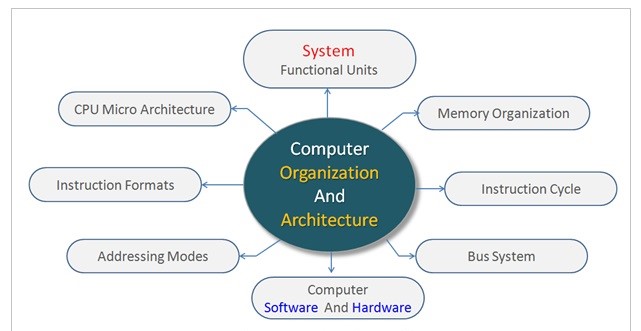 System
Functional Units
CPU Micro Architecture
Memory Organization
Computer
Organization
And
Architecture
Instruction Formats
Instruction Cycle
Addressing Modes
Bus System
Computer
Software And Hardware